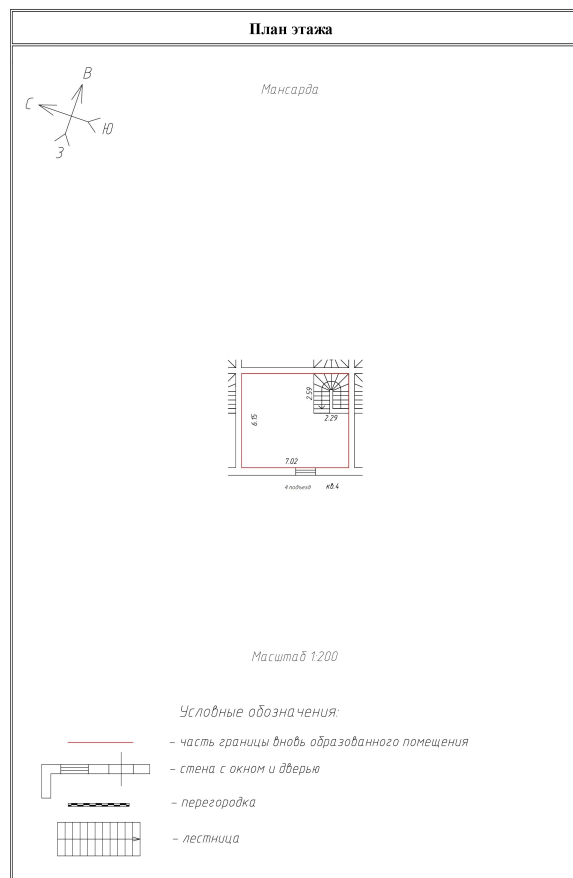 План этажа
В
Мансарда
С
Ю
З
2.59
6.15
2.29
7.02
4 подъезд кв.4
Масштаб 1:200
Условные обозначения:
– часть границы вновь образованного помещения
– стена с окном и дверью
– перегородка
– лестница